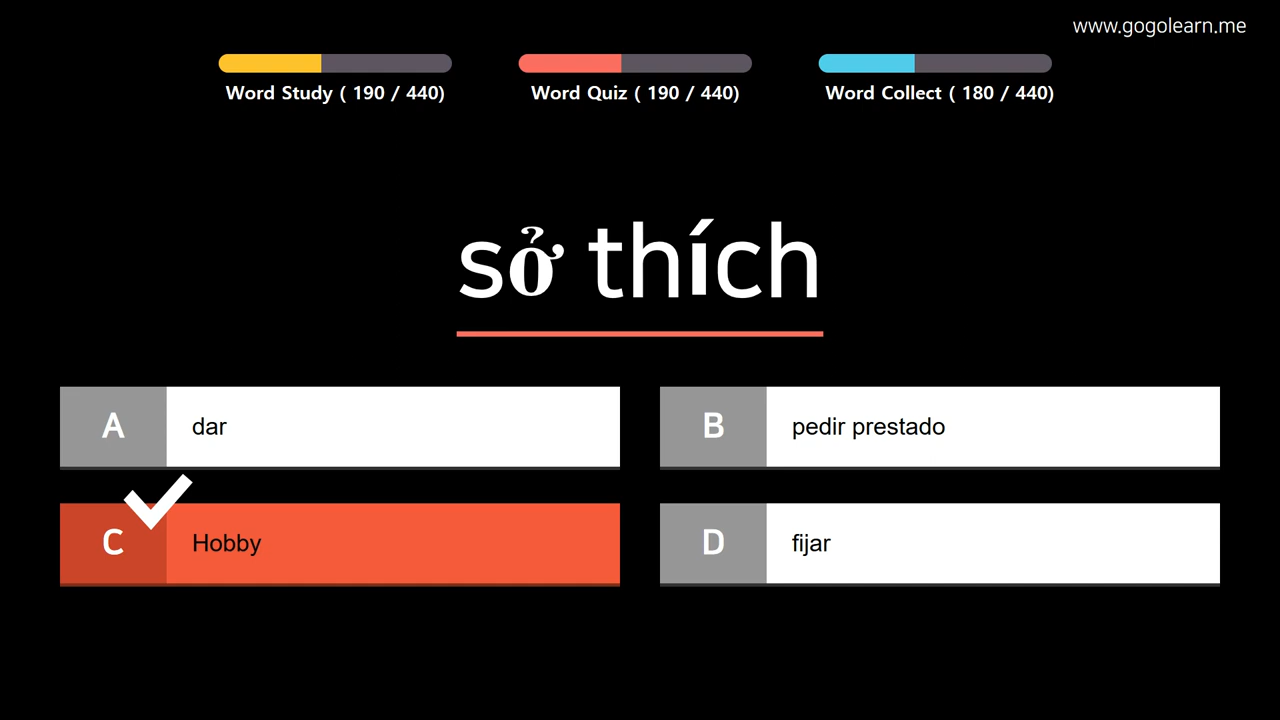 www.gogolearn.me
Word Study ( 190 / 440)
Word Quiz ( 190 / 440)
Word Collect ( 180 / 440)
sở thích
A dar
B pedir prestado
C Hobby
D fijar